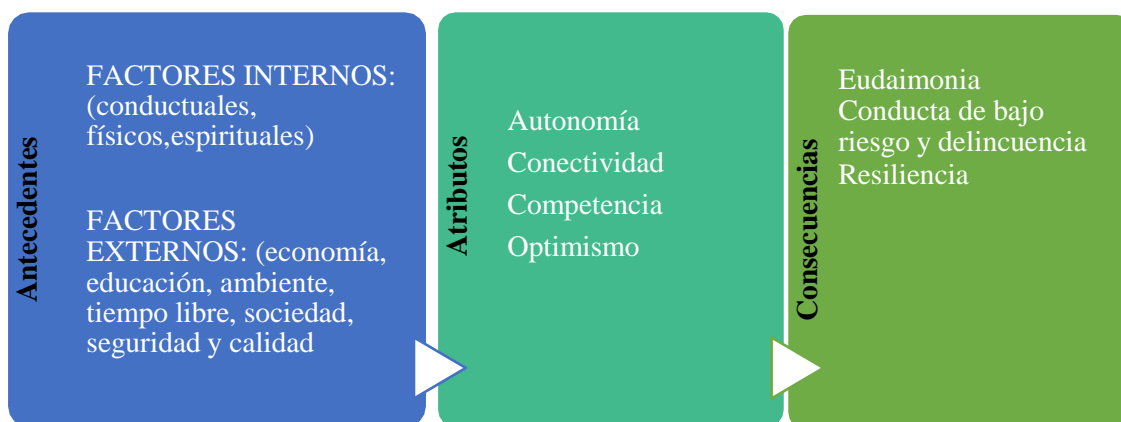 Antecedentes
FACTORES INTERNOS:
(conductuales,
físicos,espirituales)
FACTORES
EXTERNOS: (economía,
educación, ambiente,
tiempo libre, sociedad,
seguridad y calidad
Atributos
Autonomía
Conectividad
Competencia
Optimismo
Consecuencias
Eudaimonia
Conducta de bajo
riesgo y delincuencia
Resiliencia